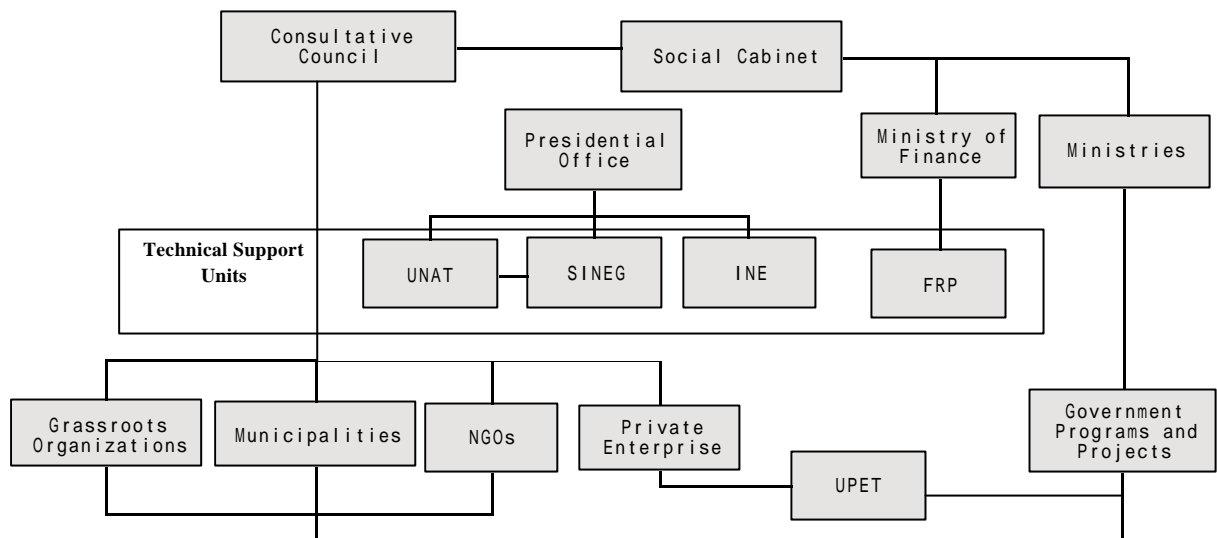 Consultative
Council
Social Cabinet
Presidential
Office
Ministry of
Finance
Ministries
Technical Support
Units
UNAT
SINEG
INE
FRP
Grassroots
Organizations
Municipalities
NGOs
Private
Enterprise
Government
Programs and
Projects
UPET